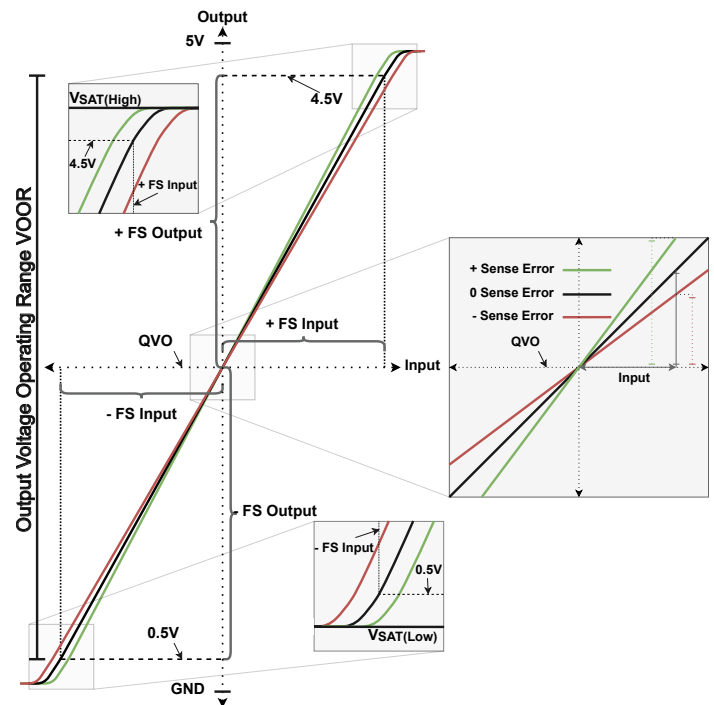 Output
5V
VSAT(High)
4.5V
+ FS Input
4.5V
+ FS Output
Output Voltage Operating Range VOOR
+ FS Input
QVO
Input
- FS Input
+ Sense Error
0 Sense Error
- Sense Error
QVO
Input
- FS Output
- FS Input
0.5V
VSAT(Low)
0.5V
GND